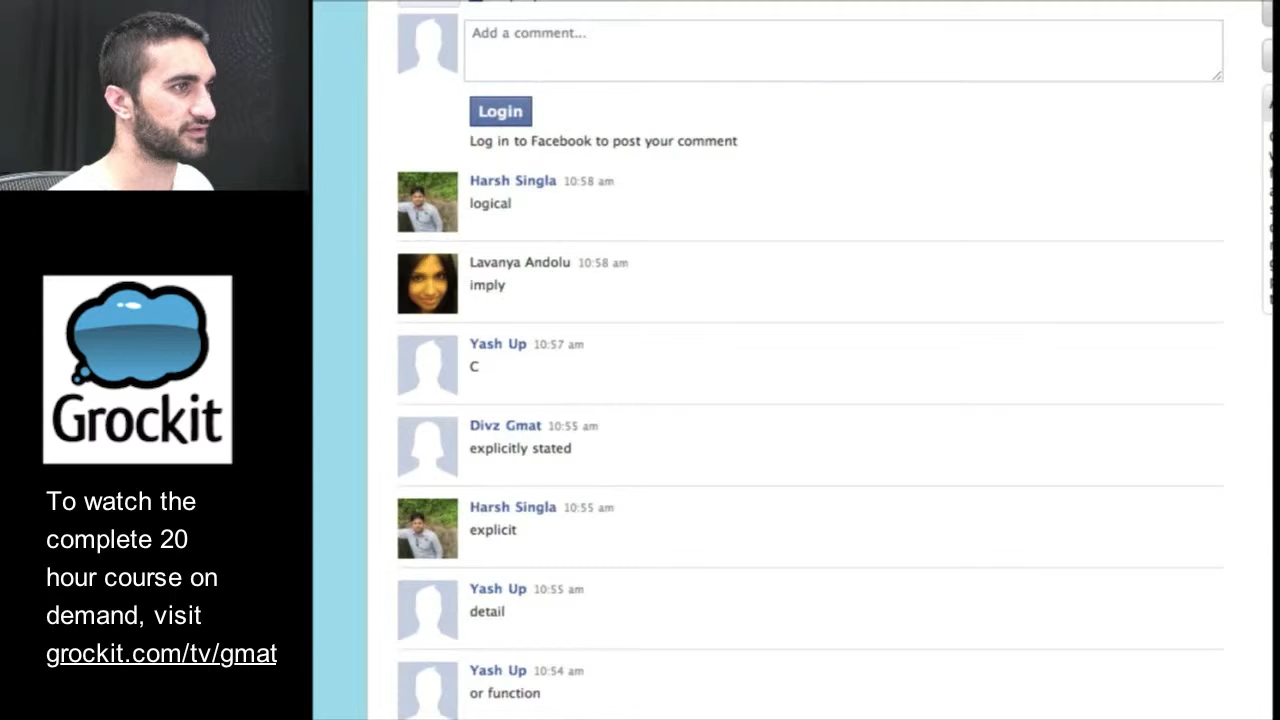 Add a comment...
Login
Log in to Facebook to post your comment
Harsh Singla 10:58 am
logical
Lavanya Andolu 10:58 am
imply
Yash Up 10:57 am
C
Divz Gmat 10:55 am
explicitly stated
Harsh Singla 10:55 am
explicit
Yash Up 10:55 am
detail
Yash Up 10:54 am
or function
Grockit
To watch the
complete 20
hour course on
demand, visit
grockit.com/tv/gmat